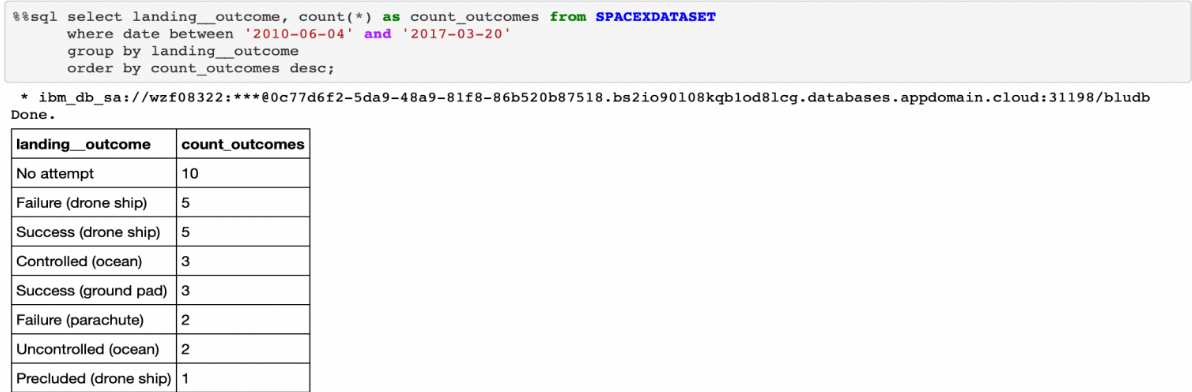 %%sql select landing__outcome, count(*) as count_outcomes from SPACEXDATASET
where date between '2010-06-04' and '2017-03-20'
group by landing__outcome
order by count_outcomes desc;
* ibm_db_sa://wzf08322:***@0c77d6f2-5da9-48a9-81f8-86b520b87518.bs2io90l08kqb1od8lcg.databases.appdomain.cloud:31198/bludb
Done.
landing__outcome count_outcomes
No attempt 10
Failure (drone ship) 5
Success (drone ship) 5
Controlled (ocean) 3
Success (ground pad) 3
Failure (parachute) 2
Uncontrolled (ocean) 2
Precluded (drone ship) 1